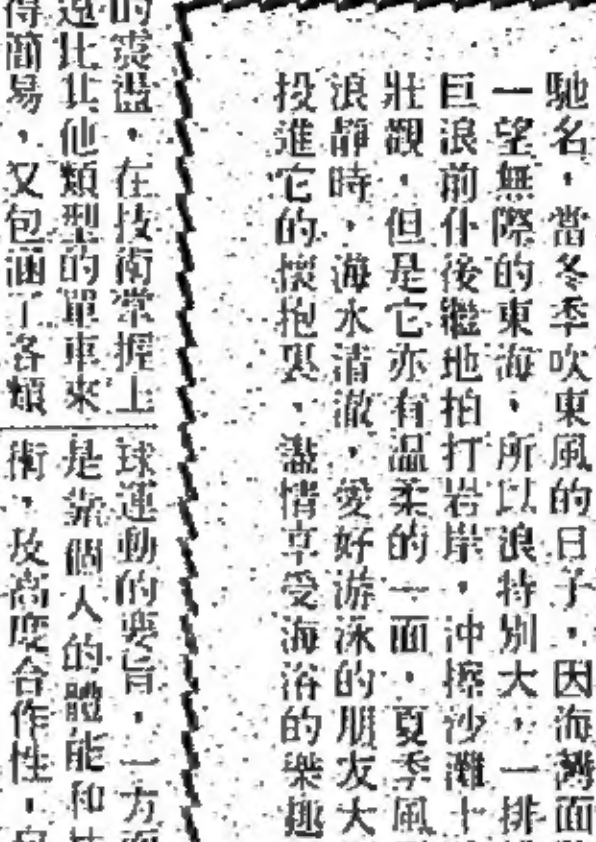 馳名，當冬季吹東風的日子，因海灣面
一望無際的東海，所以浪特別大，一排
巨浪前仆後繼地拍打岩岸，沖擦沙灘十
壯觀，但是它亦有溫柔的一面，夏季風
浪靜時，海水清澈，愛好游泳的朋友大
投進它的懷抱裏，盡情享受海浴的樂趣
的震盪，在技術掌握上
遠比其他類型的單車來
得簡易，又包涵了各類
球運動的要旨，一方面
是靠個人的體能和技
術，及高度合作性，